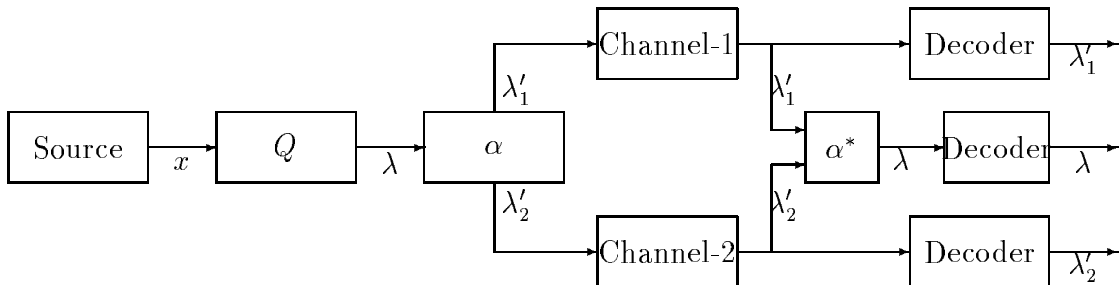 Channel-1
Decoder
λ′₁
λ′₁
λ′₁
Source
x
Q
λ
α
α*
λ
Decoder
λ
λ′₂
λ′₂
Channel-2
Decoder
λ′₂